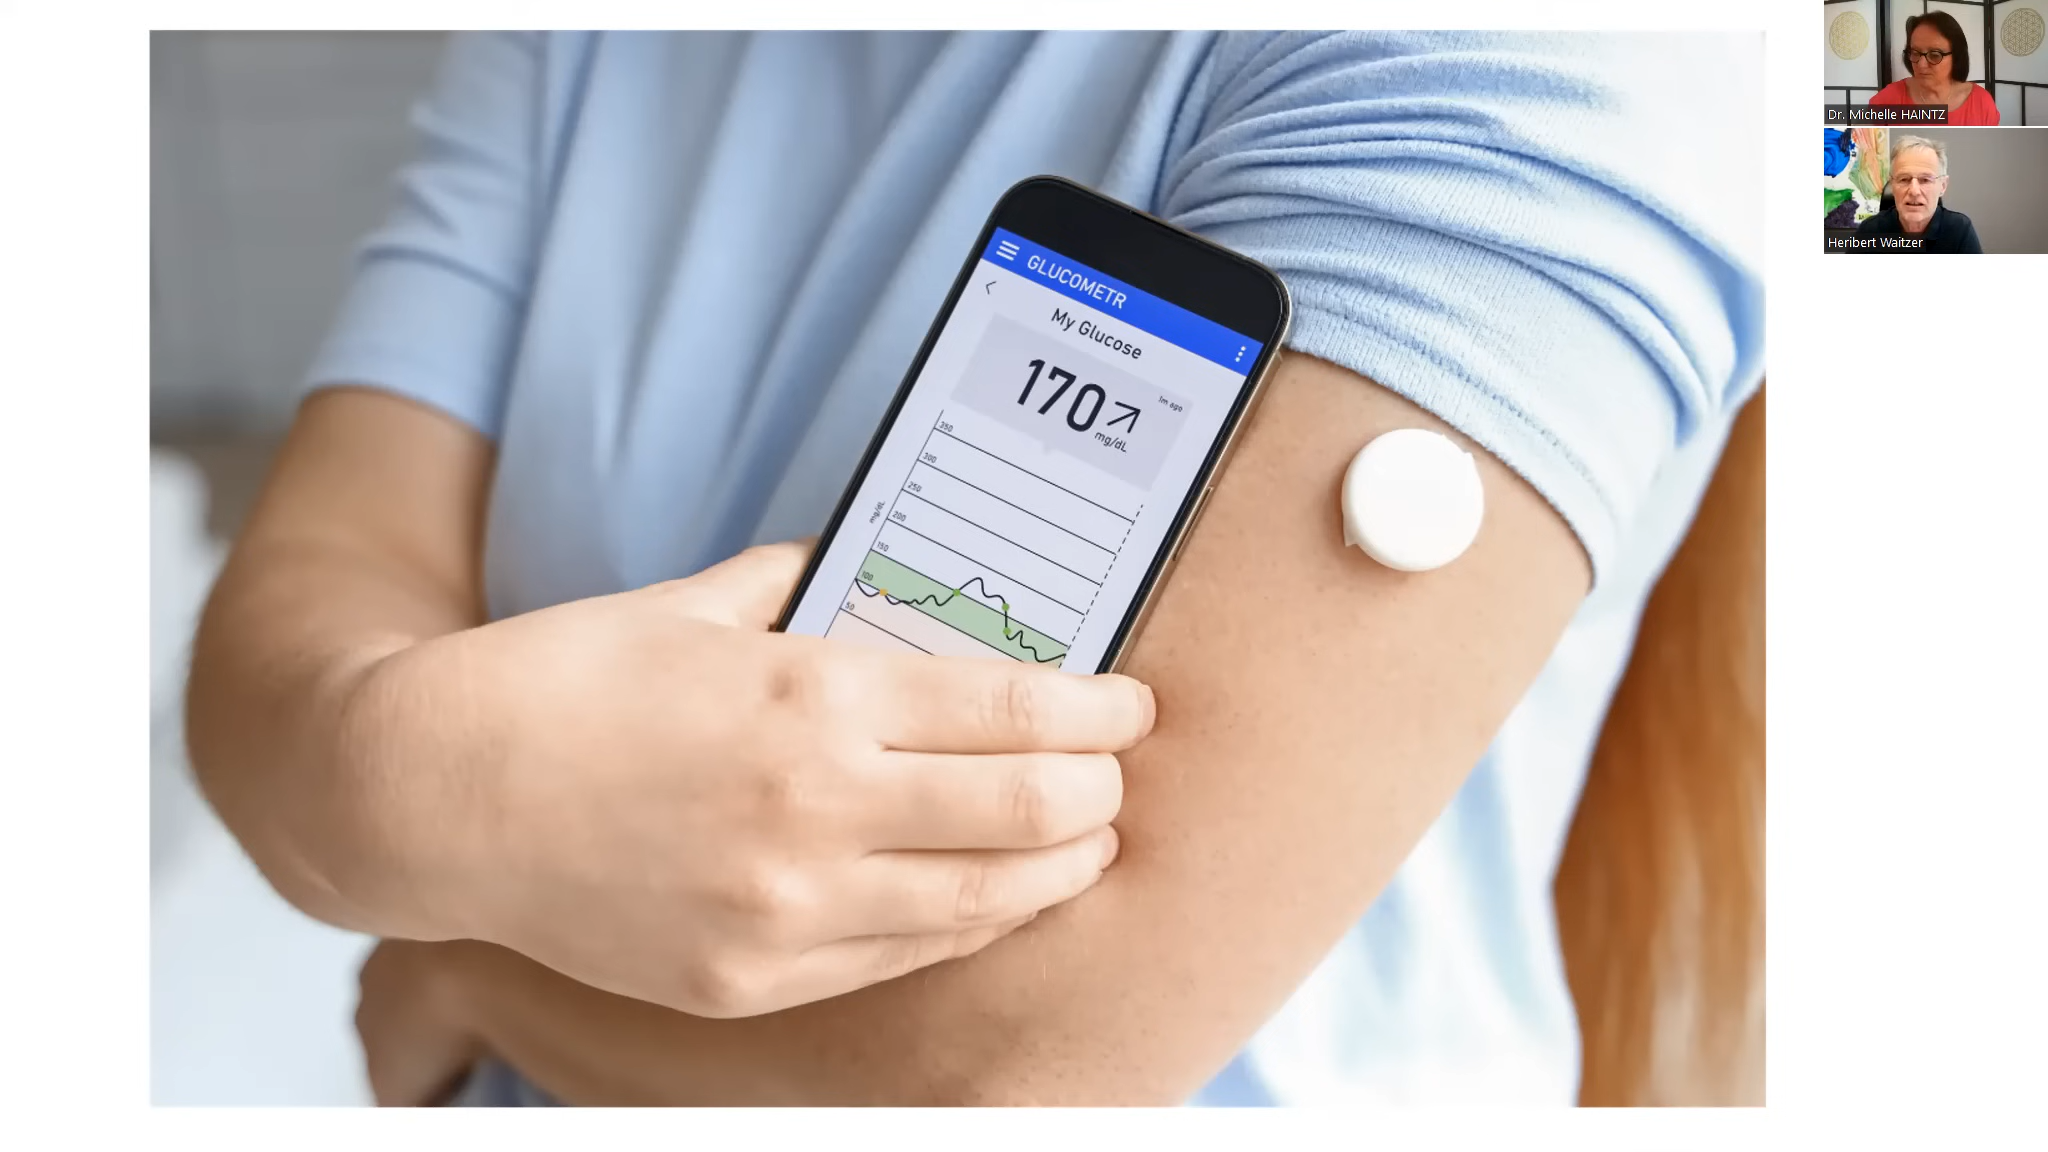 GLUCOMETR
My Glucose
1m ago
170
mg/dL
350
300
250
200
mg/dL
150
100
50
Dr. Michelle HAINTZ
Heribert Waitzer